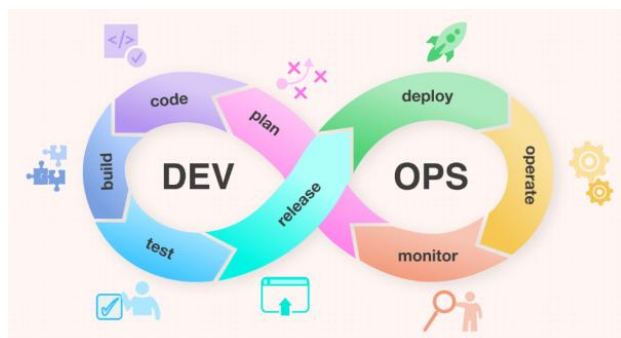 DEV
OPS
plan
code
build
test
release
deploy
operate
monitor
</>